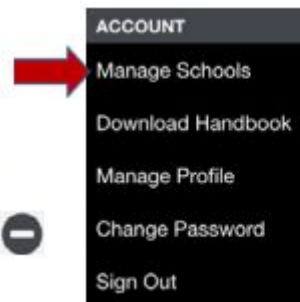 ACCOUNT
Manage Schools
Download Handbook
Manage Profile
Change Password
Sign Out